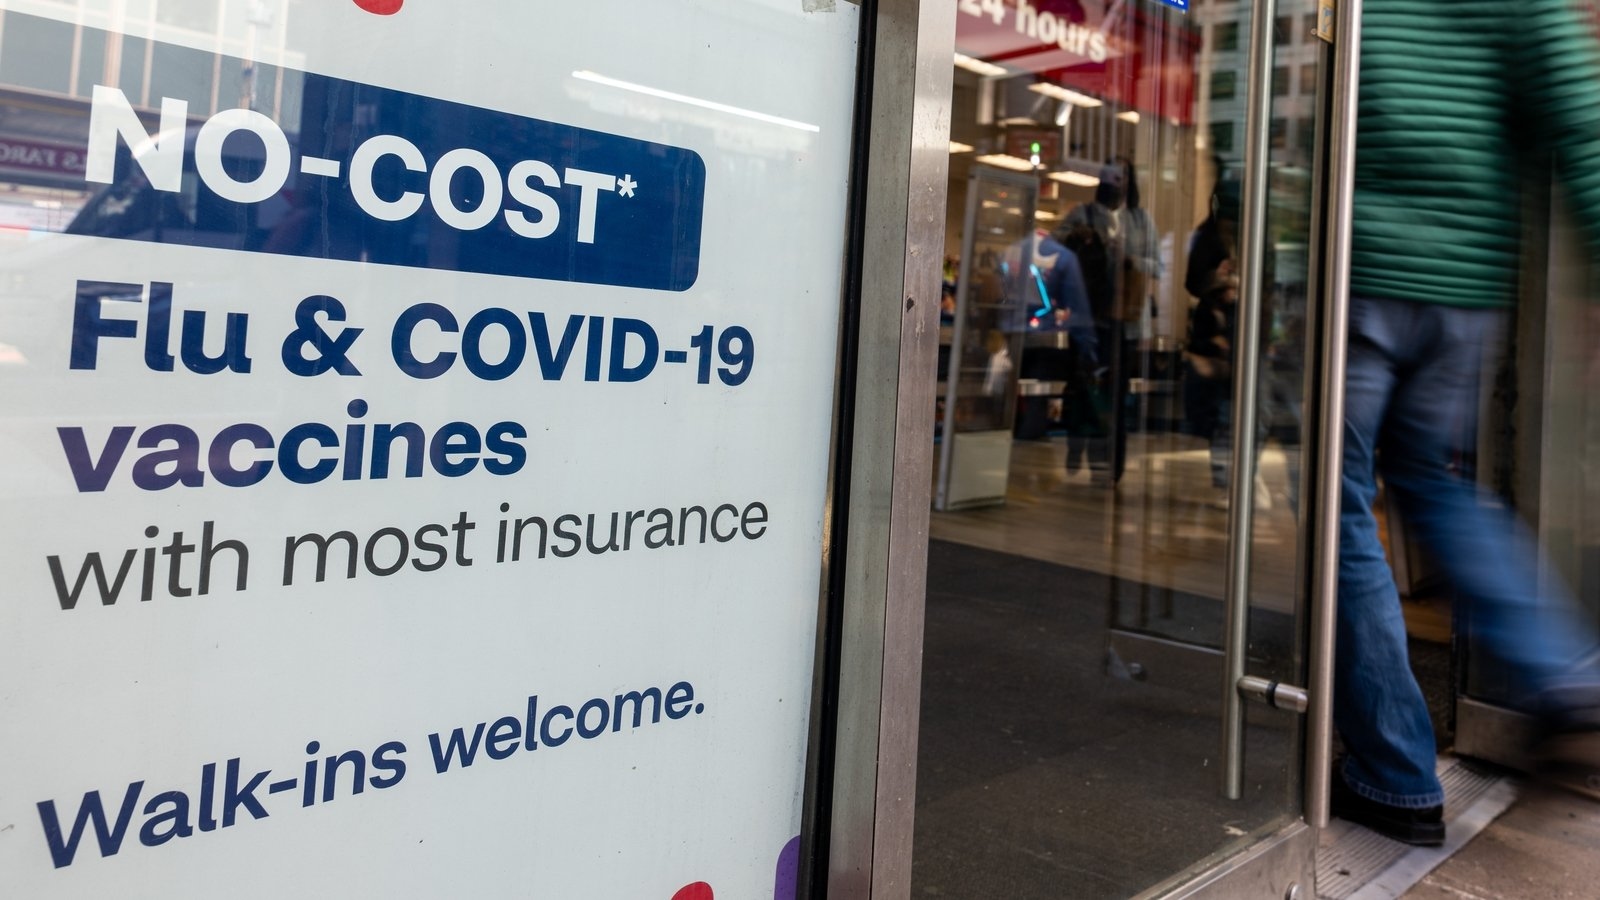 NO-COST*
Flu & COVID-19
vaccines
with most insurance
Walk-ins welcome.
24 hours